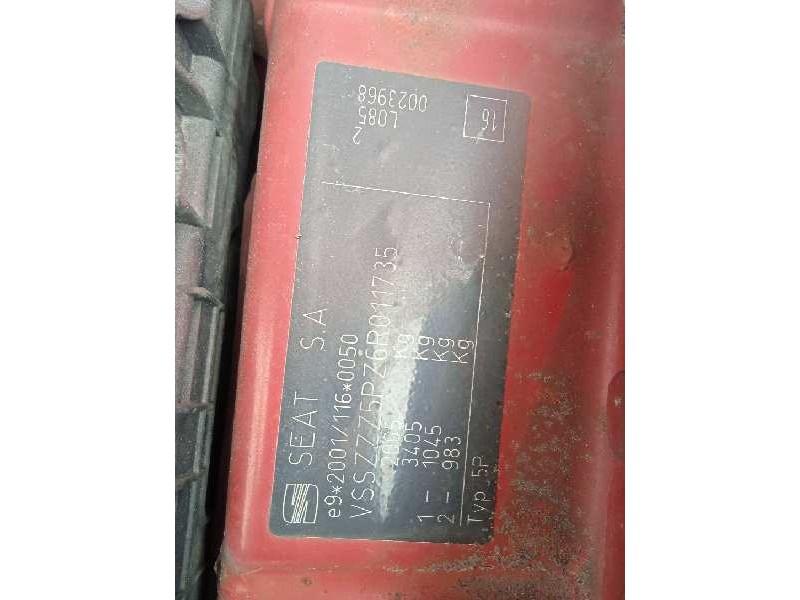 SEAT S.A
e9*2001/116*0050
VSSZZZ5PZ6R011735
Kg
3405 Kg
1- 1045 Kg
2- 983 Kg
Typ 5P
2
L085
0023968
16